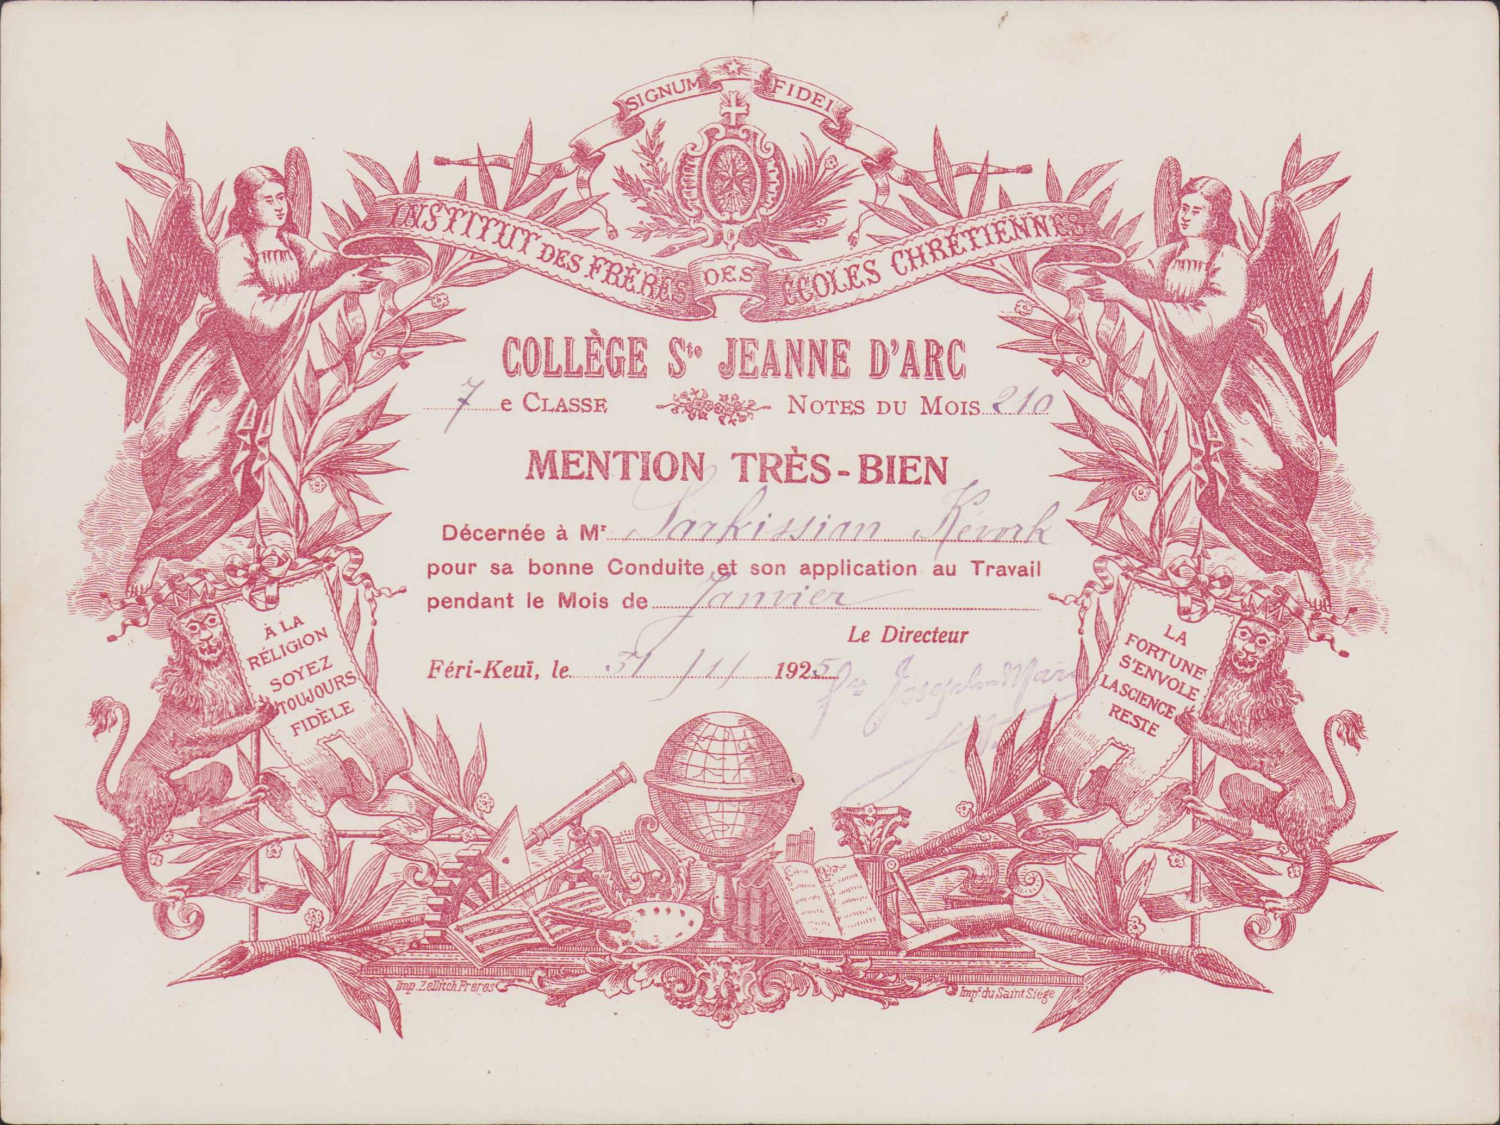 SIGNUM FIDEI
INSTITUT DES FRÈRES DES ÉCOLES CHRÉTIENNES
COLLÈGE Ste JEANNE D'ARC
7 e CLASSE NOTES DU MOIS 210
MENTION TRÈS-BIEN
Décernée à Mr Sarkissian Kévork
pour sa bonne Conduite et son application au Travail
pendant le Mois de Janvier
Le Directeur
Féri-Keuï, le 31/1/ 1925
À LA
RÉLIGION
SOYEZ
TOUJOURS
FIDÈLE
LA
FORTUNE
S'ENVOLE
LA SCIENCE
RESTE
Imp. Zellitch Frères
Impr du Saint Siége